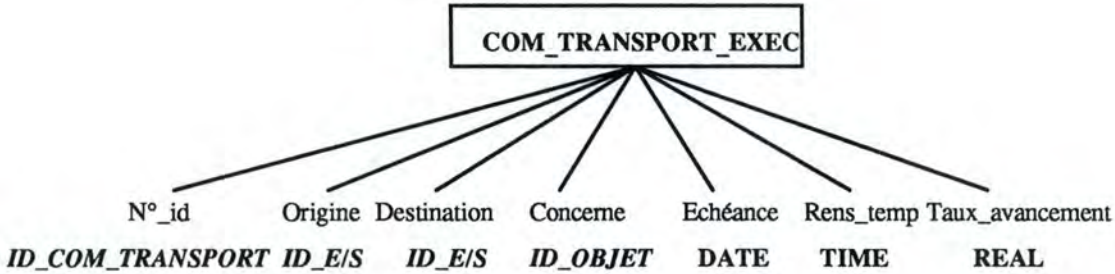 COM_TRANSPORT_EXEC
N°_id Origine Destination Concerne Echéance Rens_temp Taux_avancement
ID_COM_TRANSPORT ID_E/S ID_E/S ID_OBJET DATE TIME REAL